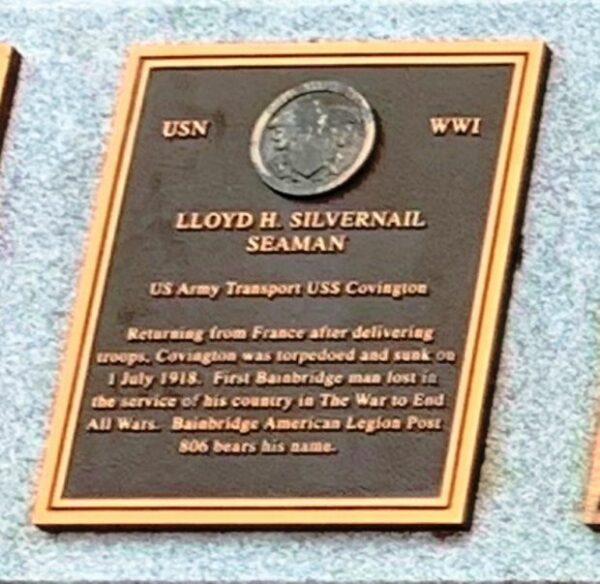 USN WWI
LLOYD H. SILVERNAIL
SEAMAN
US Army Transport USS Covington
Returning from France after delivering
troops, Covington was torpedoed and sunk on
1 July 1918. First Bainbridge man lost in
the service of his country in The War to End
All Wars. Bainbridge American Legion Post
806 bears his name.